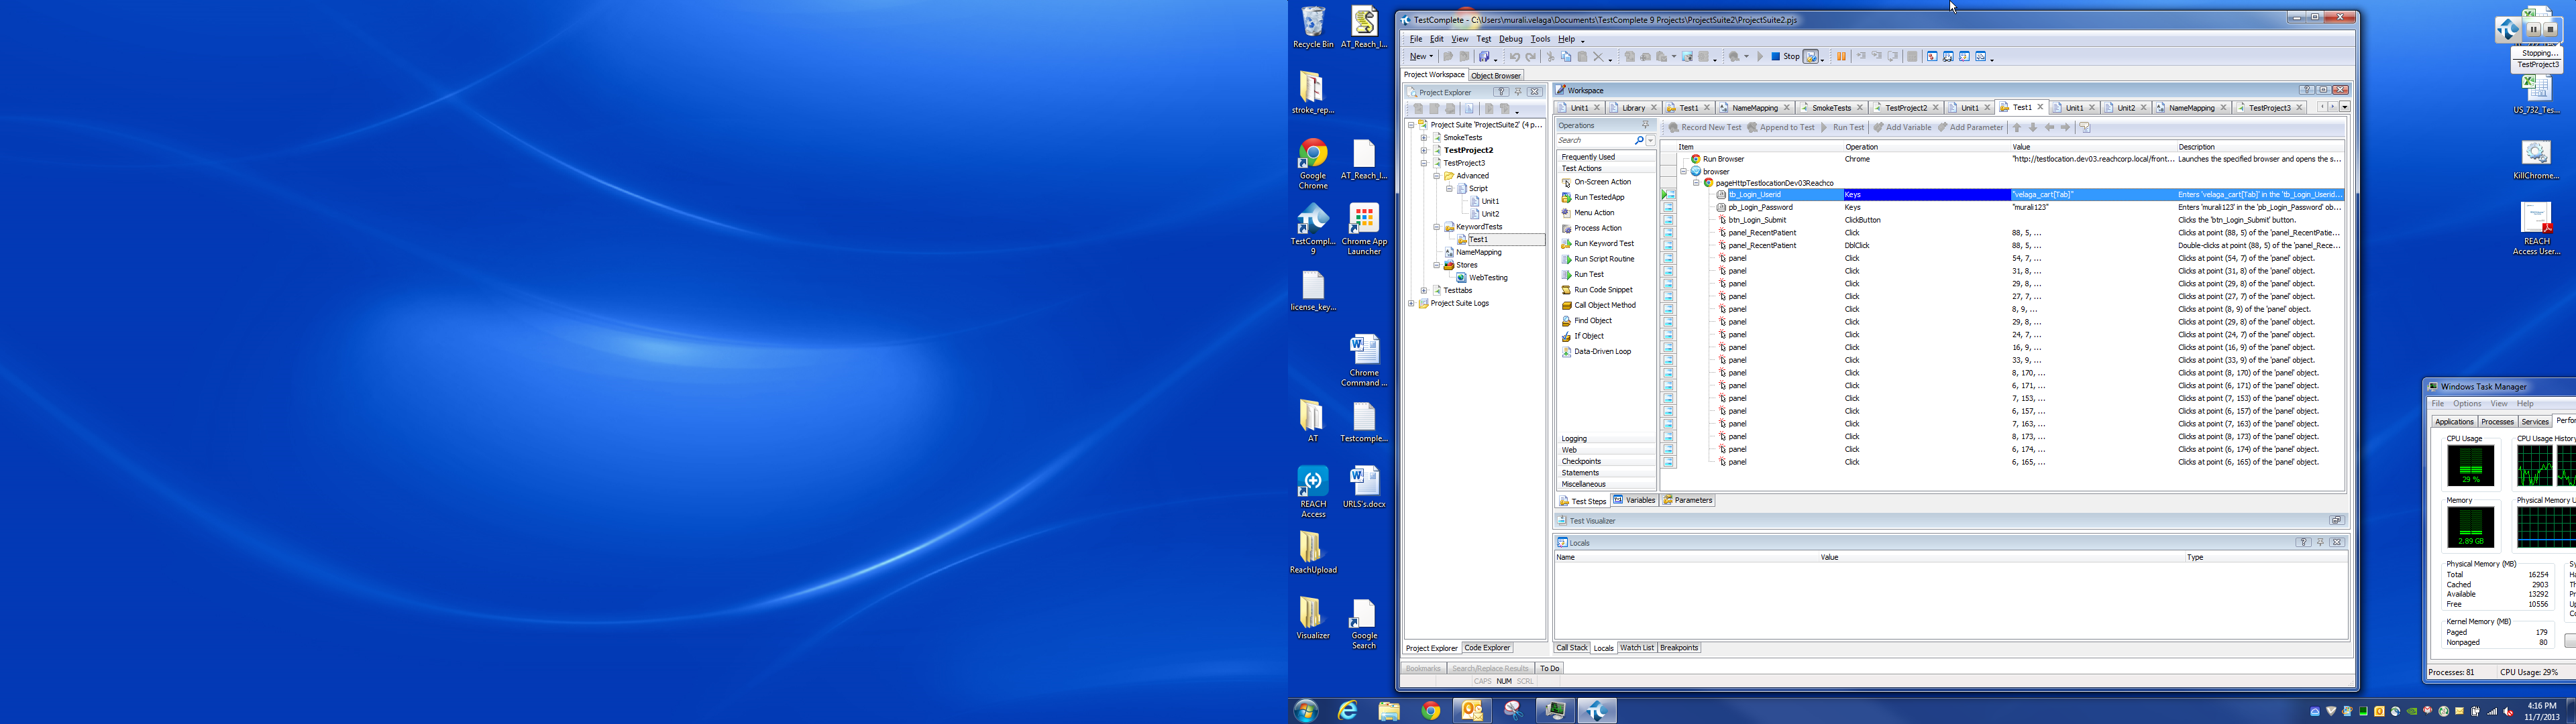 Recycle Bin
AT_Reach_I...
stroke_rep...
Google Chrome
AT_Reach_I...
TestCompl... 9
Chrome App Launcher
license_key...
Chrome Command ...
AT
Testcomple...
REACH Access
URLS's.docx
ReachUpload
Visualizer
Google Search
TestComplete - C:\Users\murali.velaga\Documents\TestComplete 9 Projects\ProjectSuite2\ProjectSuite2.pjs
File Edit View Test Debug Tools Help
New Stop
Project Workspace Object Browser
Project Explorer
Project Suite 'ProjectSuite2' (4 p...
SmokeTests
TestProject2
TestProject3
Advanced
Script
Unit1
Unit2
KeywordTests
Test1
NameMapping
Stores
WebTesting
Testtabs
Project Suite Logs
Project Explorer Code Explorer
Workspace
Unit1 Library Test1 NameMapping SmokeTests TestProject2 Unit1 Test1 Unit1 Unit2 NameMapping TestProject3
Operations
Search
Frequently Used
Test Actions
On-Screen Action
Run TestedApp
Menu Action
Process Action
Run Keyword Test
Run Script Routine
Run Test
Run Code Snippet
Call Object Method
Find Object
If Object
Data-Driven Loop
Logging
Web
Checkpoints
Statements
Miscellaneous
Record New Test Append to Test Run Test Add Variable Add Parameter
Item Operation Value Description
Run Browser Chrome "http://testlocation.dev03.reachcorp.local/front... Launches the specified browser and opens the s...
browser
pageHttpTestlocationDev03Reachco
tb_Login_Userid Keys "velaga_cart[Tab]" Enters 'velaga_cart[Tab]' in the 'tb_Login_Userid...
pb_Login_Password Keys "murali123" Enters 'murali123' in the 'pb_Login_Password' ob...
btn_Login_Submit ClickButton Clicks the 'btn_Login_Submit' button.
panel_RecentPatient Click 88, 5, ... Clicks at point (88, 5) of the 'panel_RecentPatie...
panel_RecentPatient DblClick 88, 5, ... Double-clicks at point (88, 5) of the 'panel_Rece...
panel Click 54, 7, ... Clicks at point (54, 7) of the 'panel' object.
panel Click 31, 8, ... Clicks at point (31, 8) of the 'panel' object.
panel Click 29, 8, ... Clicks at point (29, 8) of the 'panel' object.
panel Click 27, 7, ... Clicks at point (27, 7) of the 'panel' object.
panel Click 8, 9, ... Clicks at point (8, 9) of the 'panel' object.
panel Click 29, 8, ... Clicks at point (29, 8) of the 'panel' object.
panel Click 24, 7, ... Clicks at point (24, 7) of the 'panel' object.
panel Click 16, 9, ... Clicks at point (16, 9) of the 'panel' object.
panel Click 33, 9, ... Clicks at point (33, 9) of the 'panel' object.
panel Click 8, 170, ... Clicks at point (8, 170) of the 'panel' object.
panel Click 6, 171, ... Clicks at point (6, 171) of the 'panel' object.
panel Click 7, 153, ... Clicks at point (7, 153) of the 'panel' object.
panel Click 6, 157, ... Clicks at point (6, 157) of the 'panel' object.
panel Click 7, 163, ... Clicks at point (7, 163) of the 'panel' object.
panel Click 8, 173, ... Clicks at point (8, 173) of the 'panel' object.
panel Click 6, 174, ... Clicks at point (6, 174) of the 'panel' object.
panel Click 6, 165, ... Clicks at point (6, 165) of the 'panel' object.
Test Steps Variables Parameters
Test Visualizer
Locals
Name Value Type
Call Stack Locals Watch List Breakpoints
Bookmarks Search/Replace Results To Do
CAPS NUM SCRL
Stopping...
TestProject3
US_732_Tes...
KillChrome...
REACH Access User...
Windows Task Manager
File Options View Help
Applications Processes Services Perfor
CPU Usage CPU Usage History
29 %
Memory Physical Memory U
2.89 GB
Physical Memory (MB)
Total 16254
Cached 2903
Available 13292
Free 10556
Kernel Memory (MB)
Paged 179
Nonpaged 80
Processes: 81 CPU Usage: 29%
4:16 PM
11/7/2013